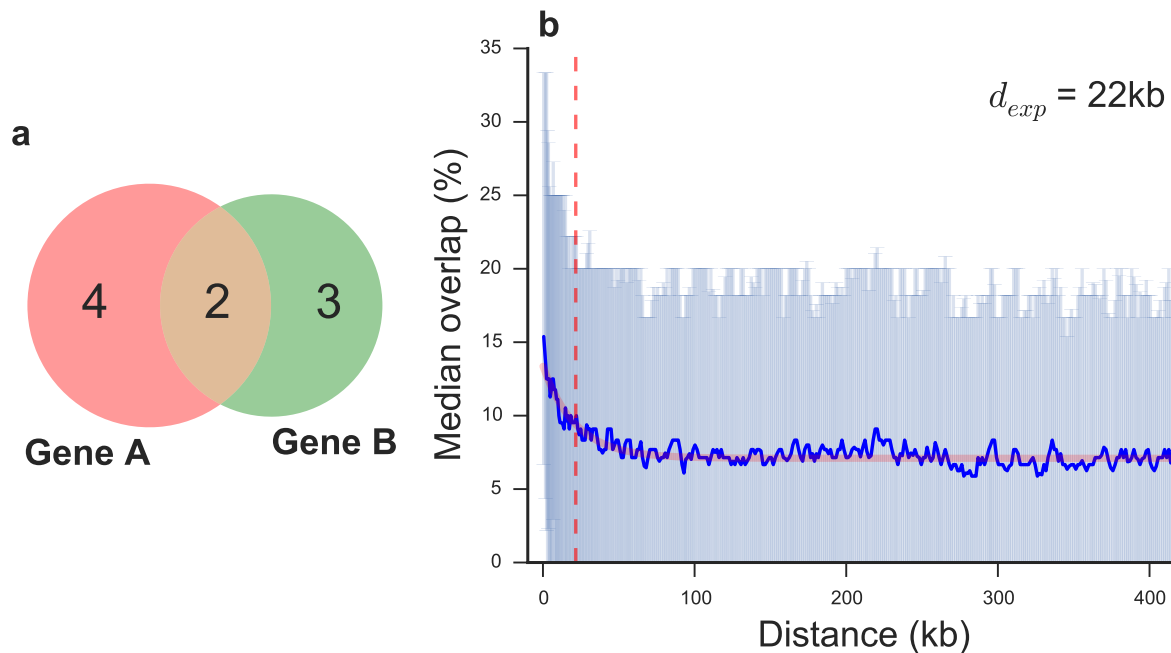 a
4 2 3
Gene A
Gene B
b
d_exp = 22kb
Median overlap (%)
35
30
25
20
15
10
5
0
0 100 200 300 400
Distance (kb)